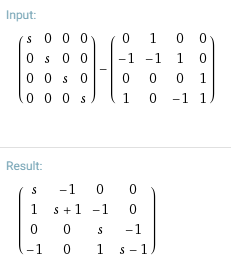 Input:
s 0 0 0 0 1 0 0
0 s 0 0 −1 −1 1 0
0 0 s 0 − 0 0 0 1
0 0 0 s 1 0 −1 1
Result:
s −1 0 0
1 s + 1 −1 0
0 0 s −1
−1 0 1 s − 1